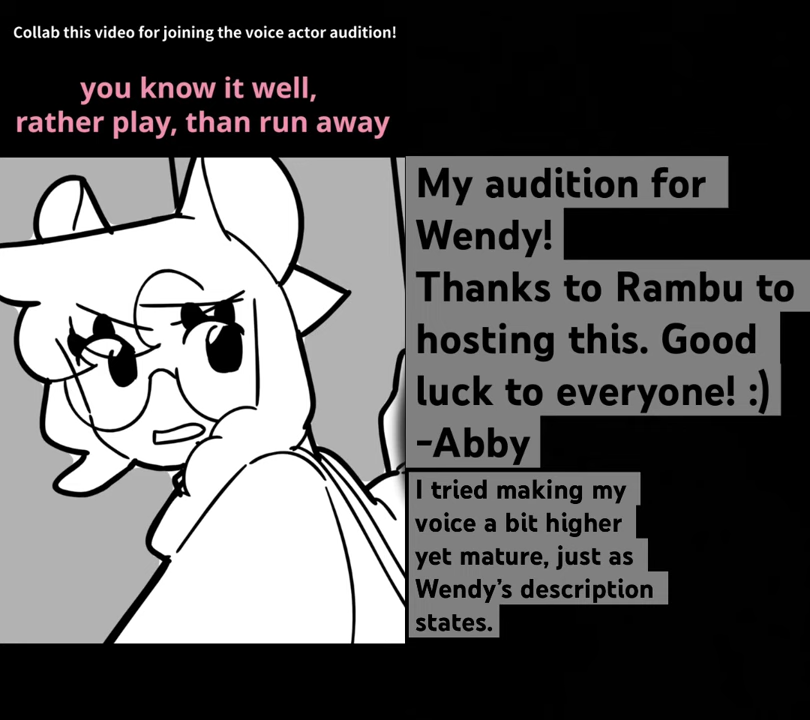 Collab this video for joining the voice actor audition!
you know it well,
rather play, than run away
My audition for
Wendy!
Thanks to Rambu to
hosting this. Good
luck to everyone! :)
-Abby
I tried making my
voice a bit higher
yet mature, just as
Wendy's description
states.